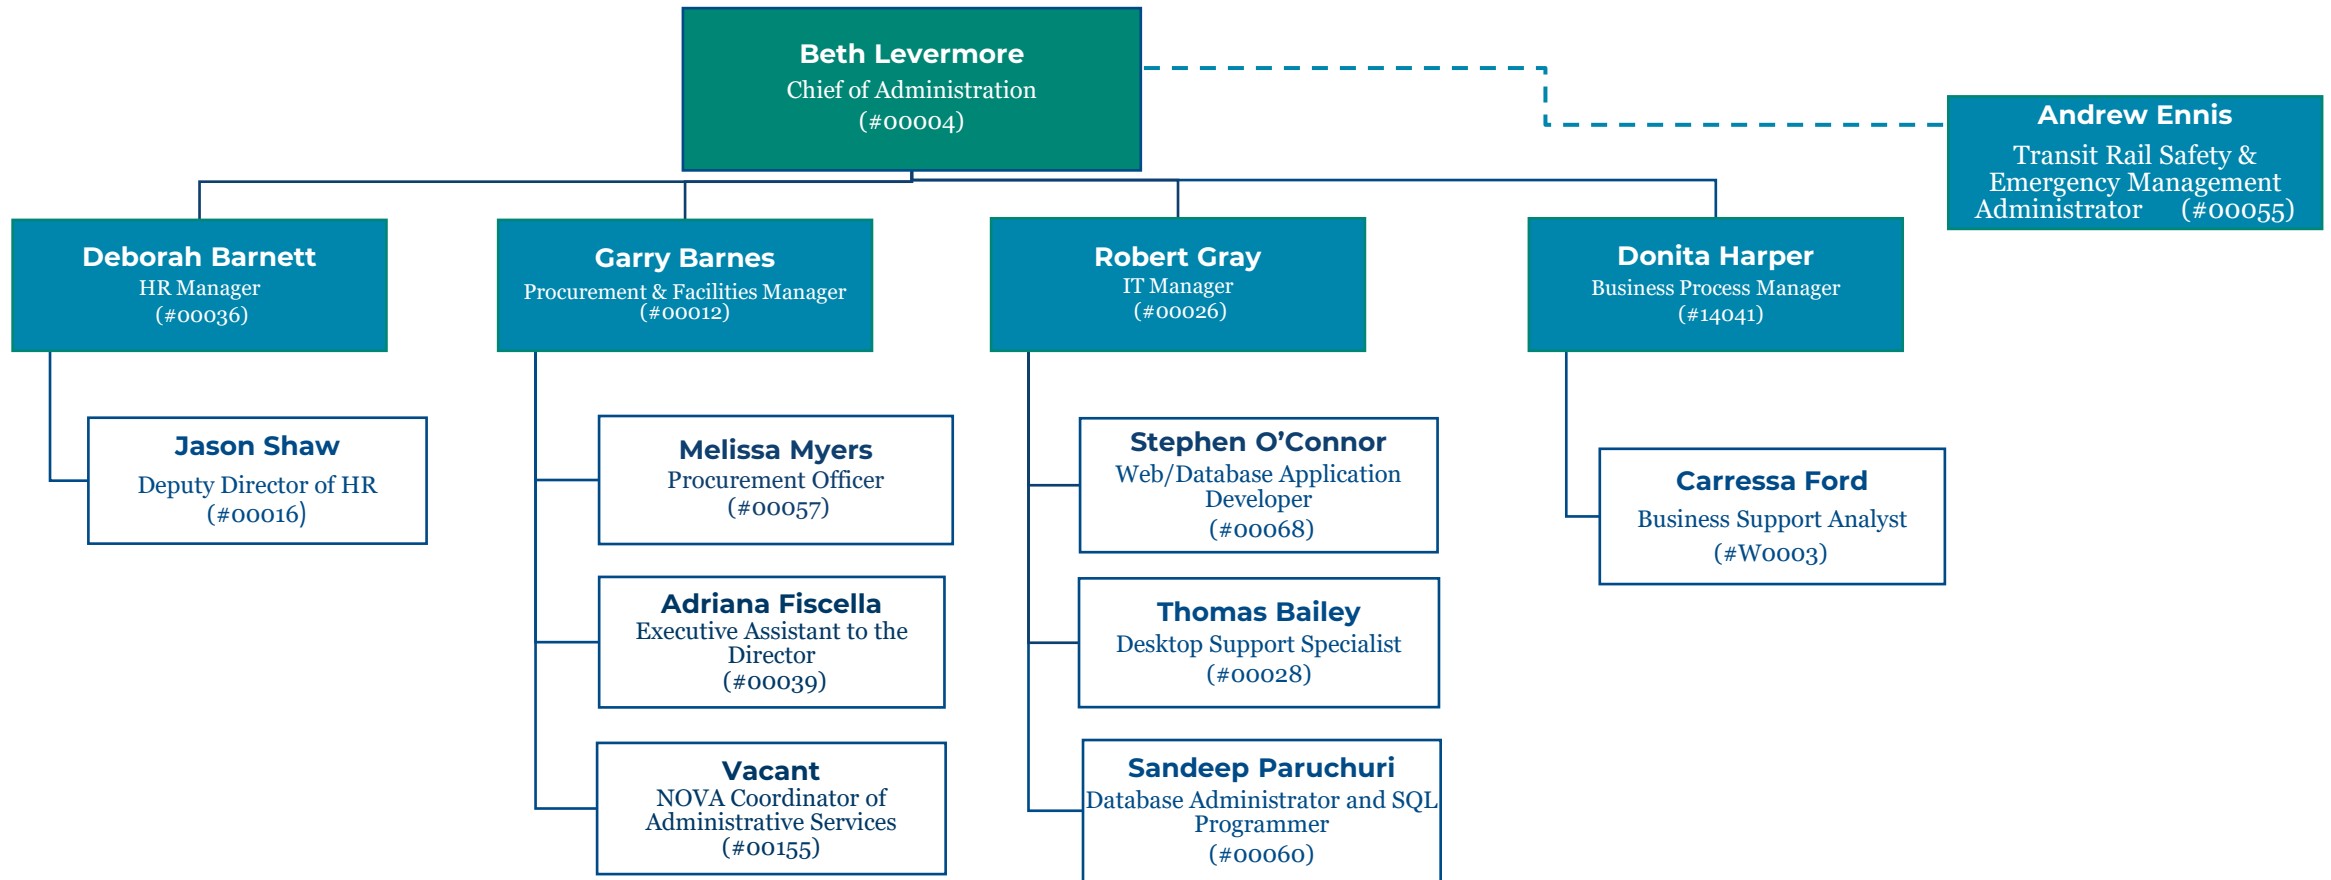 Beth Levermore
Chief of Administration
(#00004)
Andrew Ennis
Transit Rail Safety &
Emergency Management
Administrator (#00055)
Deborah Barnett
HR Manager
(#00036)
Garry Barnes
Procurement & Facilities Manager
(#00012)
Robert Gray
IT Manager
(#00026)
Donita Harper
Business Process Manager
(#14041)
Jason Shaw
Deputy Director of HR
(#00016)
Melissa Myers
Procurement Officer
(#00057)
Adriana Fiscella
Executive Assistant to the
Director
(#00039)
Vacant
NOVA Coordinator of
Administrative Services
(#00155)
Stephen O’Connor
Web/Database Application
Developer
(#00068)
Thomas Bailey
Desktop Support Specialist
(#00028)
Sandeep Paruchuri
Database Administrator and SQL
Programmer
(#00060)
Carressa Ford
Business Support Analyst
(#W0003)